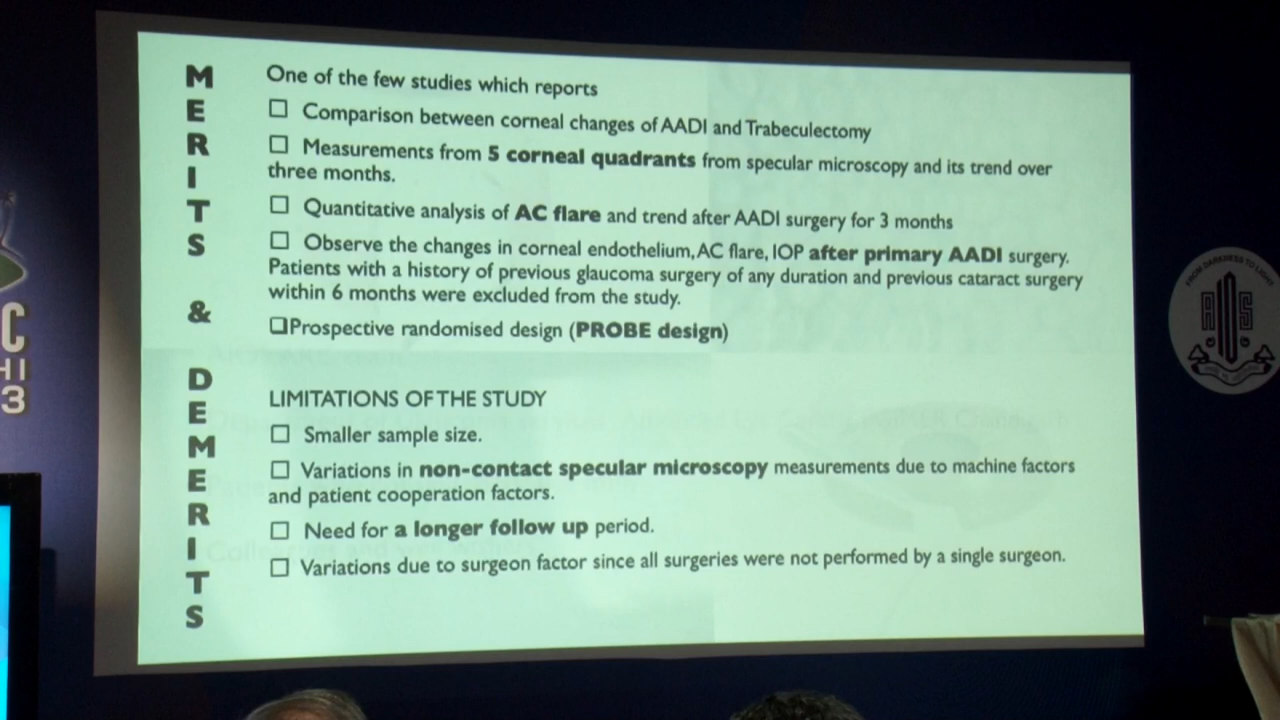 MERITS & DEMERITS
One of the few studies which reports
☐ Comparison between corneal changes of AADI and Trabeculectomy
☐ Measurements from 5 corneal quadrants from specular microscopy and its trend over
three months.
☐ Quantitative analysis of AC flare and trend after AADI surgery for 3 months
☐ Observe the changes in corneal endothelium, AC flare, IOP after primary AADI surgery.
Patients with a history of previous glaucoma surgery of any duration and previous cataract surgery
within 6 months were excluded from the study.
☐Prospective randomised design (PROBE design)
LIMITATIONS OF THE STUDY
☐ Smaller sample size.
☐ Variations in non-contact specular microscopy measurements due to machine factors
and patient cooperation factors.
☐ Need for a longer follow up period.
☐ Variations due to surgeon factor since all surgeries were not performed by a single surgeon.
C
HI
3
FROM DARKNESS TO LIGHT